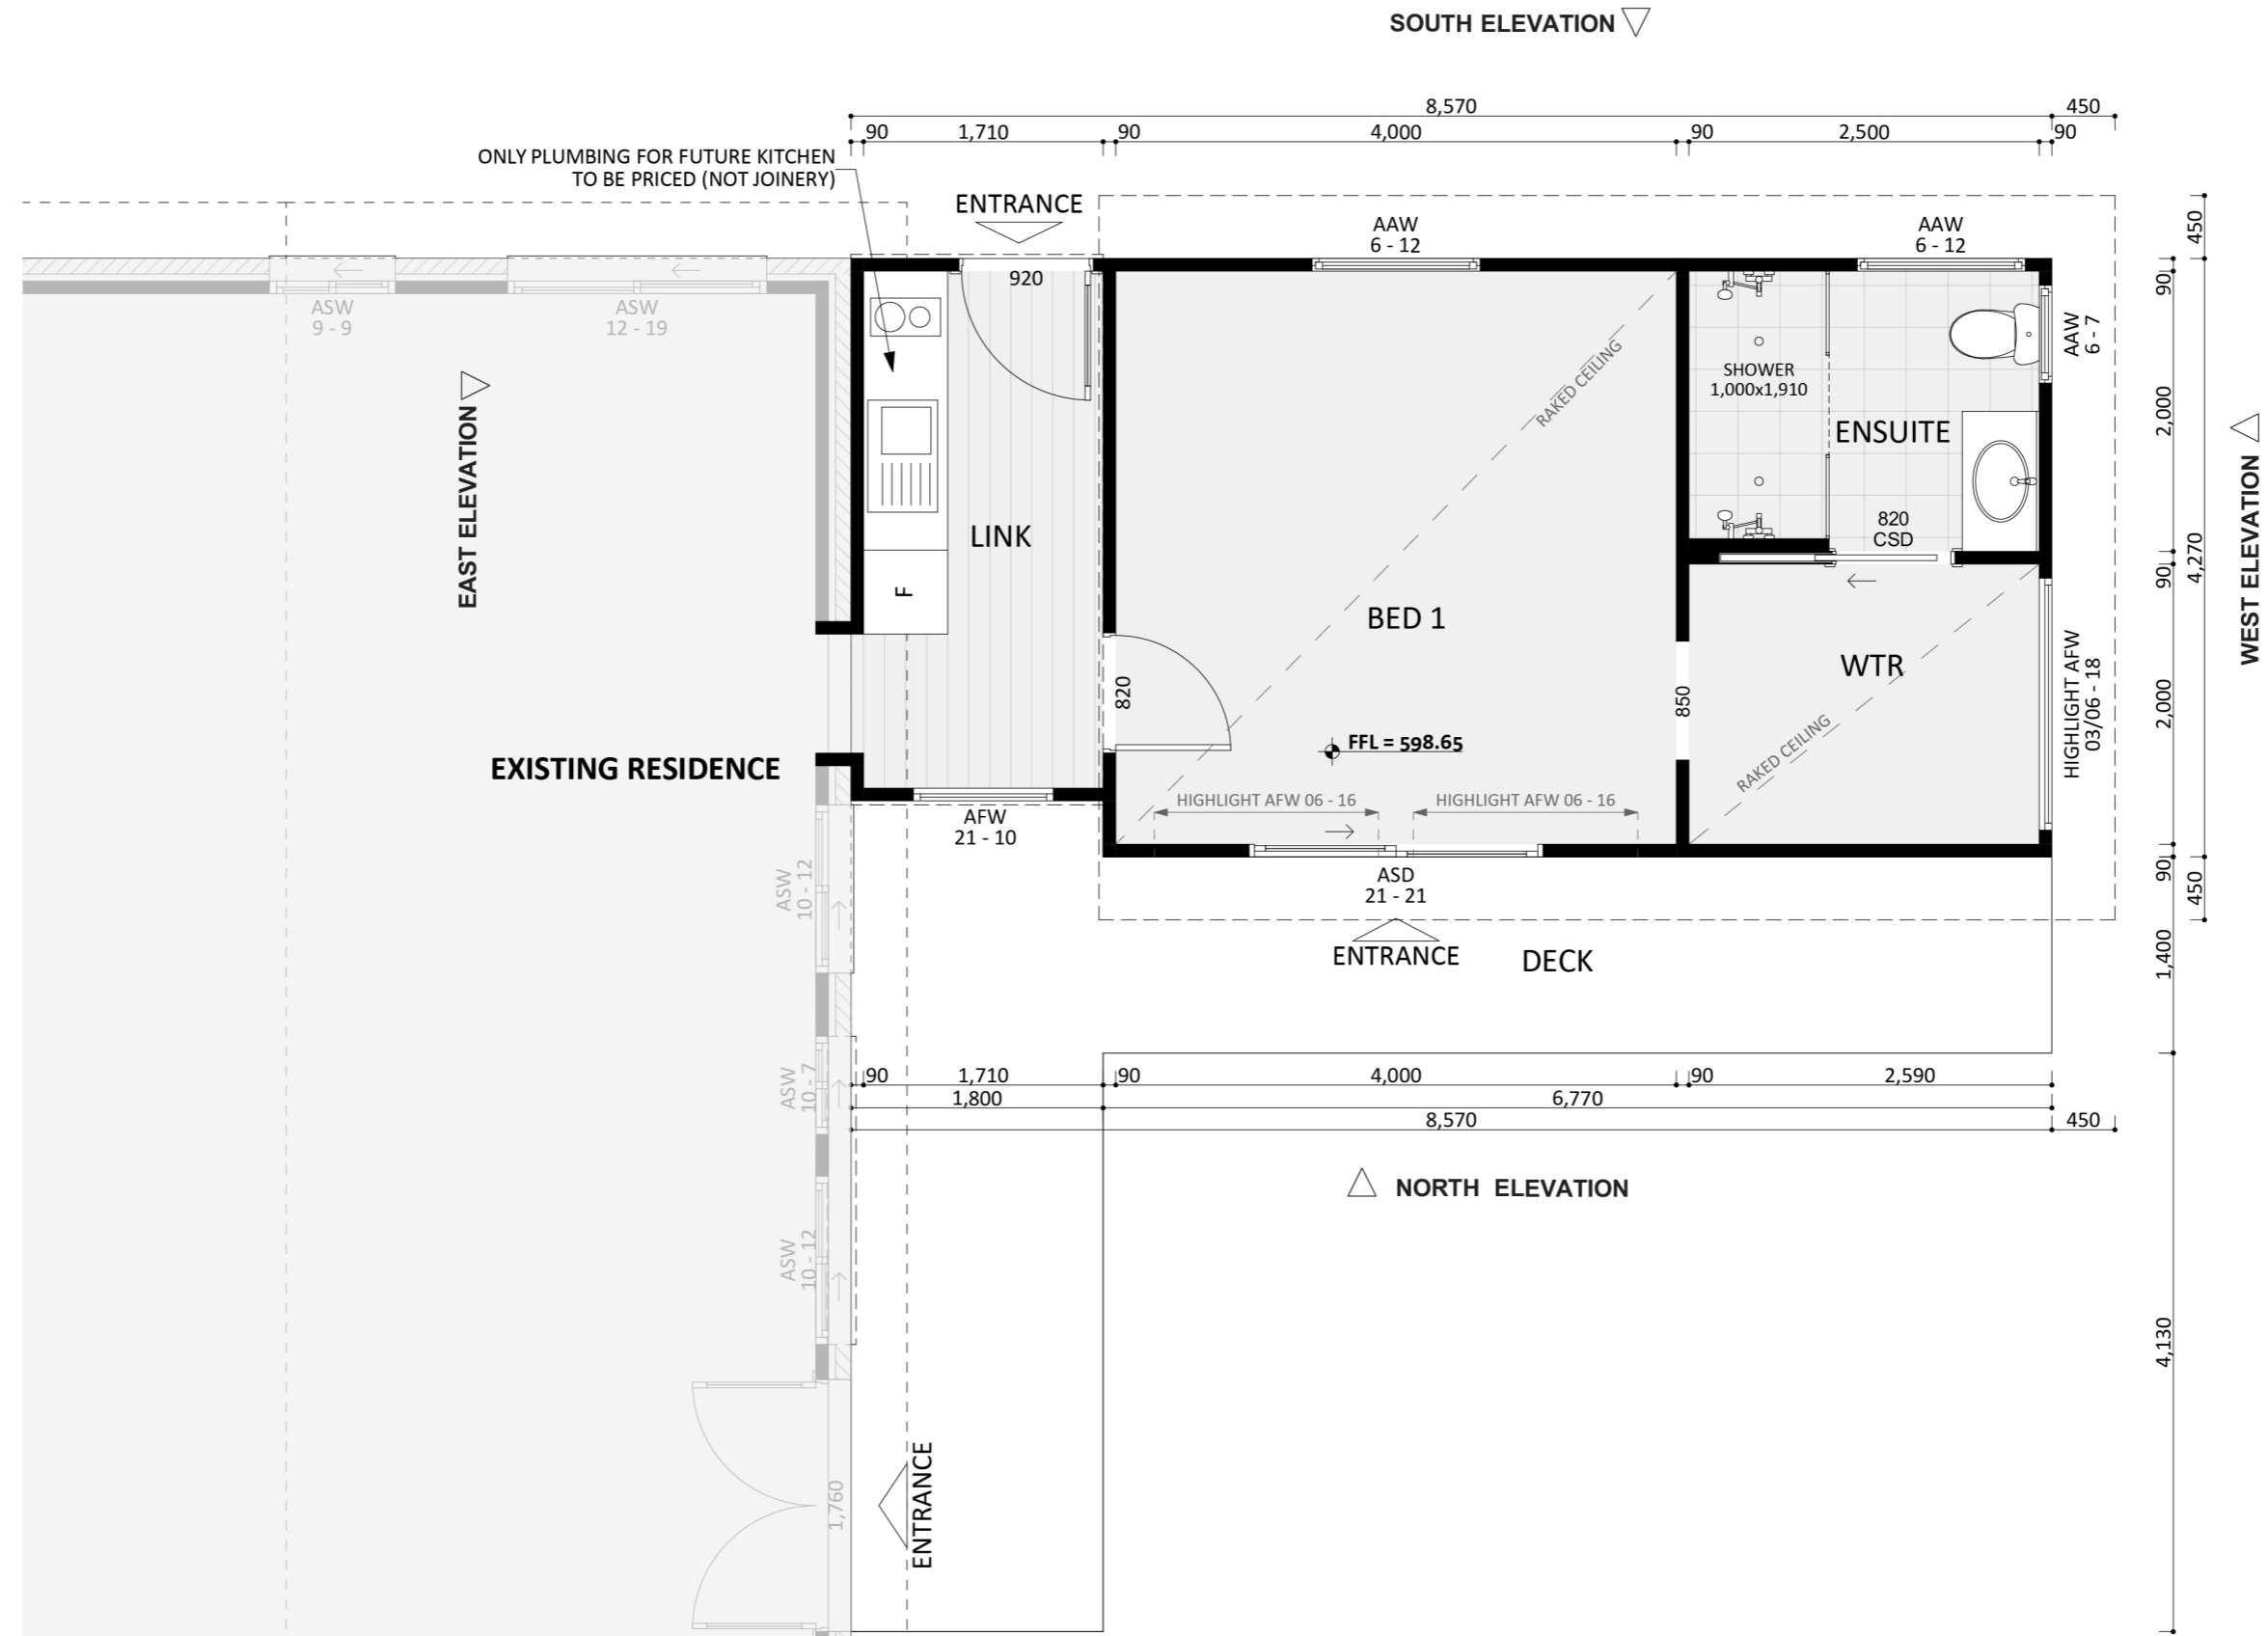 SOUTH ELEVATION
8,570
450
90
1,710
90
4,000
90
2,500
90
ONLY PLUMBING FOR FUTURE KITCHEN
TO BE PRICED (NOT JOINERY)
ENTRANCE
AAW
6 - 12
AAW
6 - 12
450
920
ASW
9 - 9
ASW
12 - 19
90
AAW
6 - 7
RAKED CEILING
SHOWER
1,000x1,910
EAST ELEVATION
ENSUITE
2,000
WEST ELEVATION
LINK
820
CSD
4,270
90
F
BED 1
WTR
820
850
HIGHLIGHT AFW
03/06 - 18
2,000
FFL = 598.65
RAKED CEILING
EXISTING RESIDENCE
HIGHLIGHT AFW 06 - 16
HIGHLIGHT AFW 06 - 16
AFW
21 - 10
ASW
10 - 12
ASD
21 - 21
90
450
ENTRANCE
DECK
1,400
ASW
10 - 7
90
1,710
90
4,000
90
2,590
1,800
6,770
8,570
450
NORTH ELEVATION
ASW
10 - 12
4,130
1,760
ENTRANCE